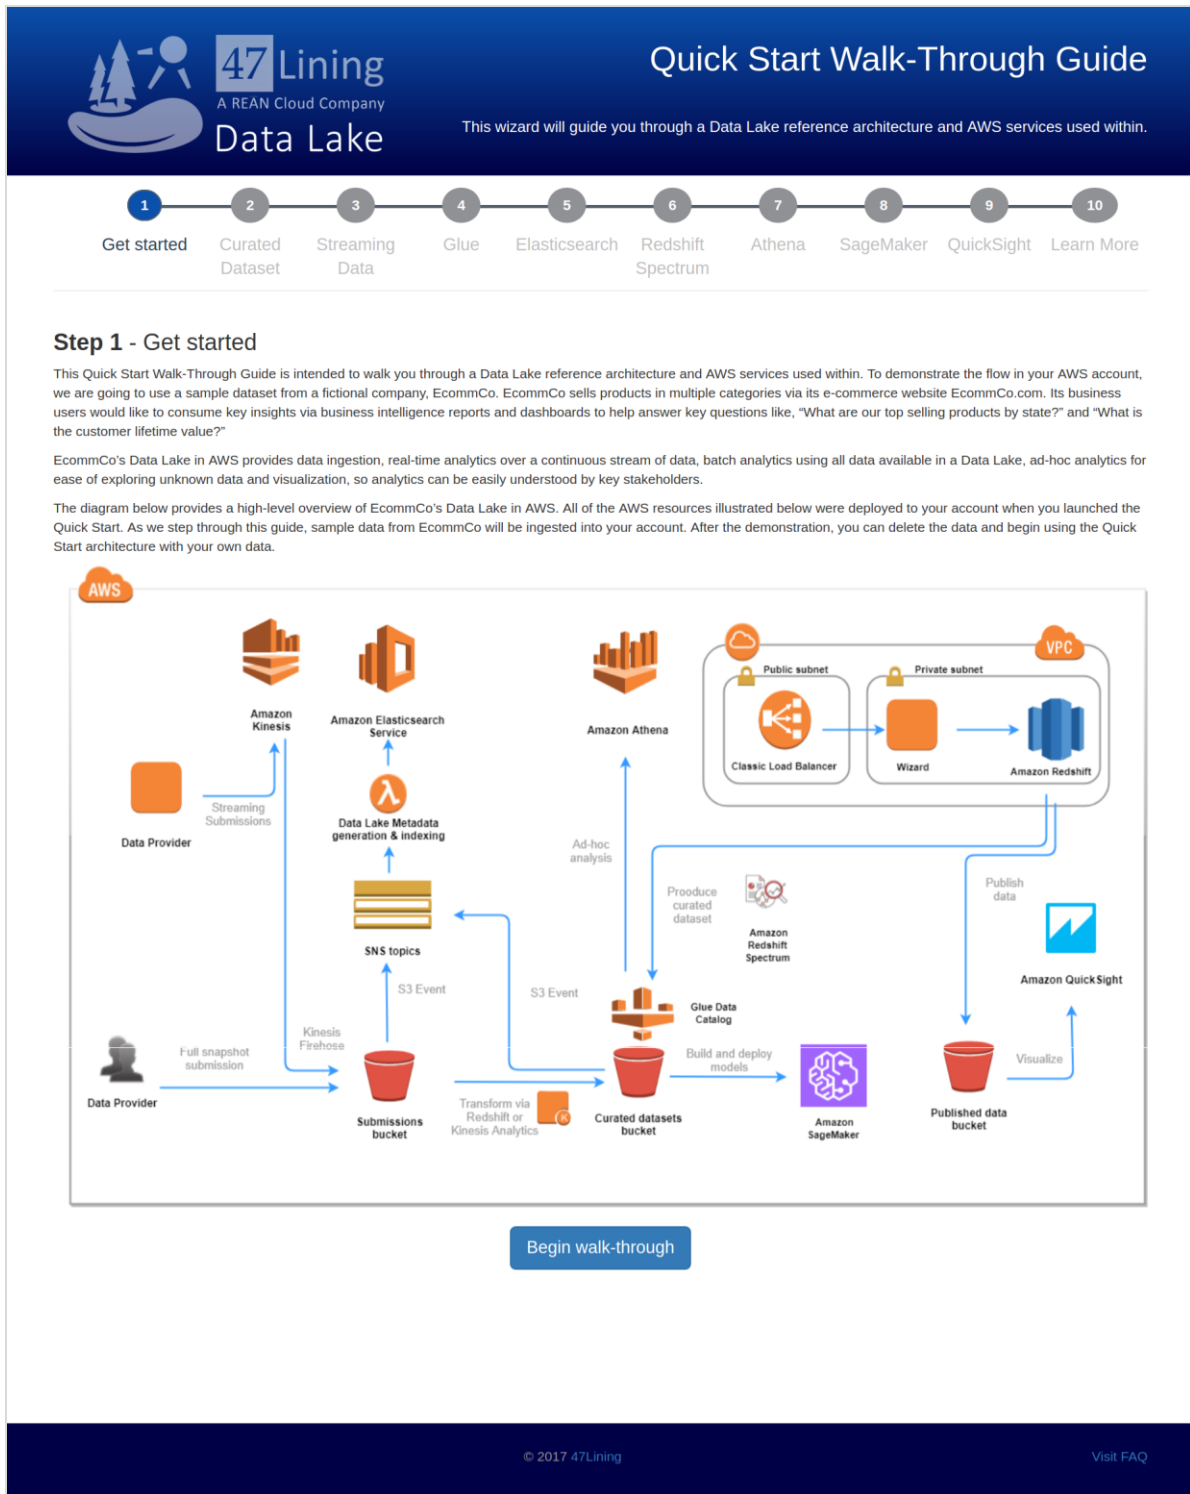 47 Lining
A REAN Cloud Company
Data Lake
Quick Start Walk-Through Guide
This wizard will guide you through a Data Lake reference architecture and AWS services used within.
1 2 3 4 5 6 7 8 9 10
Get started
Curated
Dataset
Streaming
Data
Glue
Elasticsearch
Redshift
Spectrum
Athena
SageMaker
QuickSight
Learn More
Step 1 - Get started
This Quick Start Walk-Through Guide is intended to walk you through a Data Lake reference architecture and AWS services used within. To demonstrate the flow in your AWS account,
we are going to use a sample dataset from a fictional company, EcommCo. EcommCo sells products in multiple categories via its e-commerce website EcommCo.com. Its business
users would like to consume key insights via business intelligence reports and dashboards to help answer key questions like, “What are our top selling products by state?” and “What is
the customer lifetime value?”
EcommCo’s Data Lake in AWS provides data ingestion, real-time analytics over a continuous stream of data, batch analytics using all data available in a Data Lake, ad-hoc analytics for
ease of exploring unknown data and visualization, so analytics can be easily understood by key stakeholders.
The diagram below provides a high-level overview of EcommCo’s Data Lake in AWS. All of the AWS resources illustrated below were deployed to your account when you launched the
Quick Start. As we step through this guide, sample data from EcommCo will be ingested into your account. After the demonstration, you can delete the data and begin using the Quick
Start architecture with your own data.
AWS
Amazon
Kinesis
Amazon Elasticsearch
Service
Amazon Athena
VPC
Public subnet
Private subnet
Classic Load Balancer
Wizard
Amazon Redshift
Data Provider
Streaming
Submissions
λ
Data Lake Metadata
generation & indexing
Ad-hoc
analysis
Prooduce
curated
dataset
Amazon
Redshift
Spectrum
Publish
data
Amazon QuickSight
SNS topics
S3 Event
S3 Event
Glue Data
Catalog
Kinesis
Firehose
Full snapshot
submission
Data Provider
Submissions
bucket
Transform via
Redshift or
Kinesis Analytics
K
Curated datasets
bucket
Build and deploy
models
Amazon
SageMaker
Published data
bucket
Visualize
Begin walk-through
© 2017 47Lining
Visit FAQ